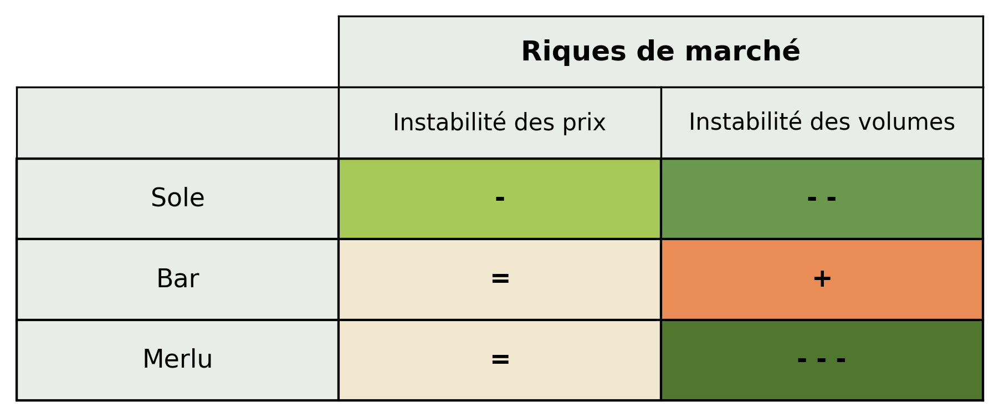 Riques de marché
Instabilité des prix Instabilité des volumes
Sole - - -
Bar = +
Merlu = - - -